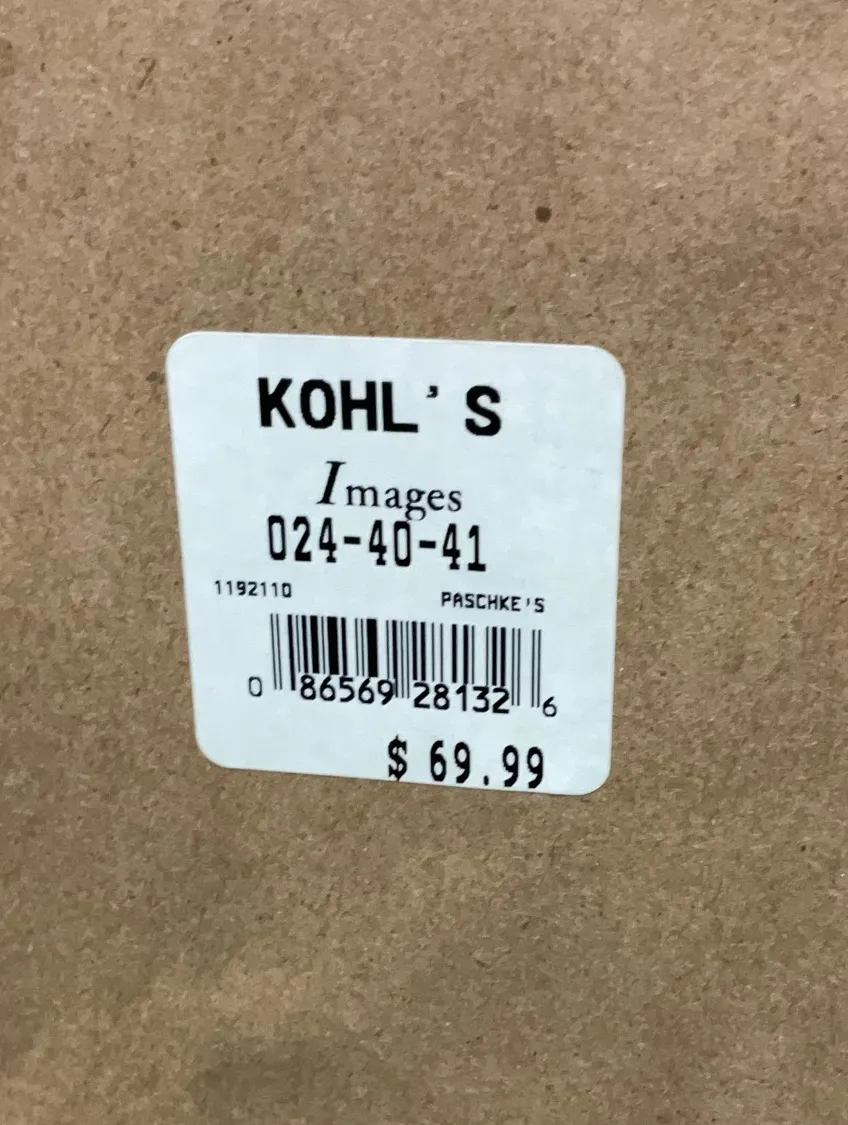 KOHL'S
Images
024-40-41
1192110 PASCHKE'S
0 86569 28132 6
$ 69.99